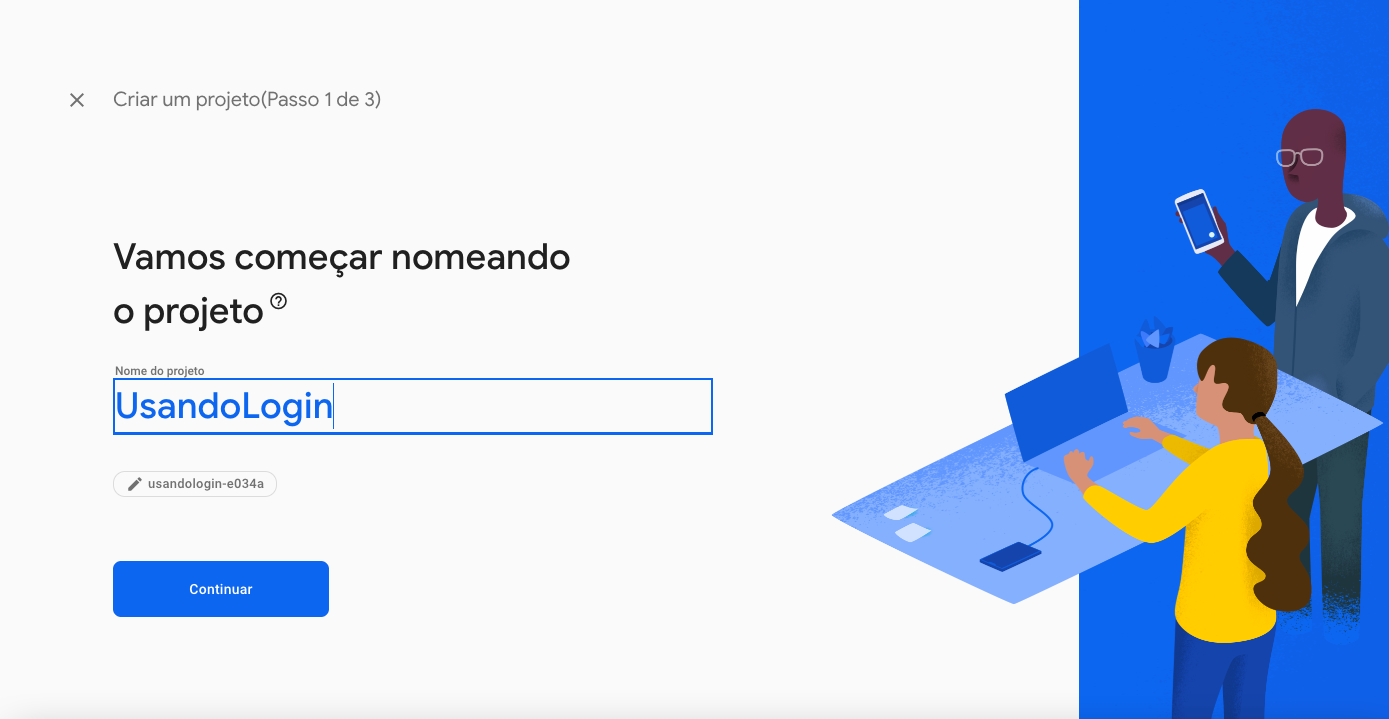 Criar um projeto(Passo 1 de 3)
Vamos começar nomeando
o projeto
Nome do projeto
UsandoLogin
usandologin-e034a
Continuar